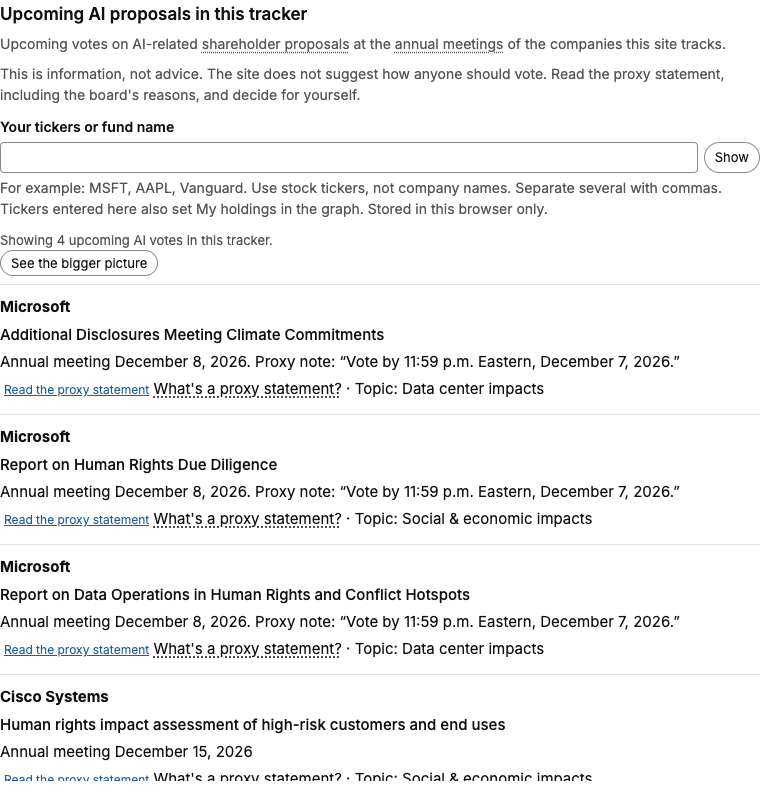 Upcoming AI proposals in this tracker
Upcoming votes on AI-related shareholder proposals at the annual meetings of the companies this site tracks.
This is information, not advice. The site does not suggest how anyone should vote. Read the proxy statement,
including the board's reasons, and decide for yourself.
Your tickers or fund name
Show
For example: MSFT, AAPL, Vanguard. Use stock tickers, not company names. Separate several with commas.
Tickers entered here also set My holdings in the graph. Stored in this browser only.
Showing 4 upcoming AI votes in this tracker.
See the bigger picture
Microsoft
Additional Disclosures Meeting Climate Commitments
Annual meeting December 8, 2026. Proxy note: “Vote by 11:59 p.m. Eastern, December 7, 2026.”
Read the proxy statement What's a proxy statement? · Topic: Data center impacts
Microsoft
Report on Human Rights Due Diligence
Annual meeting December 8, 2026. Proxy note: “Vote by 11:59 p.m. Eastern, December 7, 2026.”
Read the proxy statement What's a proxy statement? · Topic: Social & economic impacts
Microsoft
Report on Data Operations in Human Rights and Conflict Hotspots
Annual meeting December 8, 2026. Proxy note: “Vote by 11:59 p.m. Eastern, December 7, 2026.”
Read the proxy statement What's a proxy statement? · Topic: Data center impacts
Cisco Systems
Human rights impact assessment of high-risk customers and end uses
Annual meeting December 15, 2026
Read the proxy statement What's a proxy statement? · Topic: Social & economic impacts